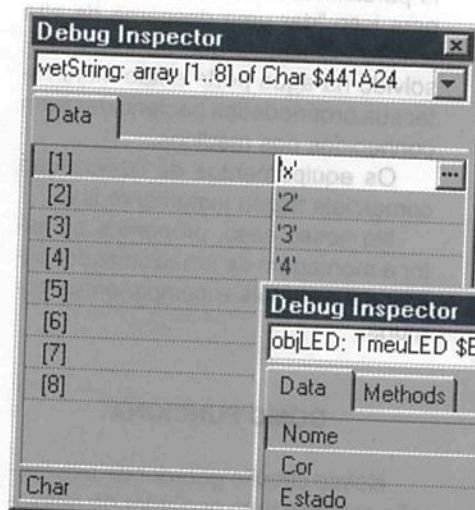 Debug Inspector
vetString: array [1..8] of Char $441A24
Data
[1] 'x'
[2] '2'
[3] '3'
[4] '4'
[5]
[6]
[7]
[8]
Char
Debug Inspector
objLED: TmeuLED $E
Data Methods
Nome
Cor
Estado